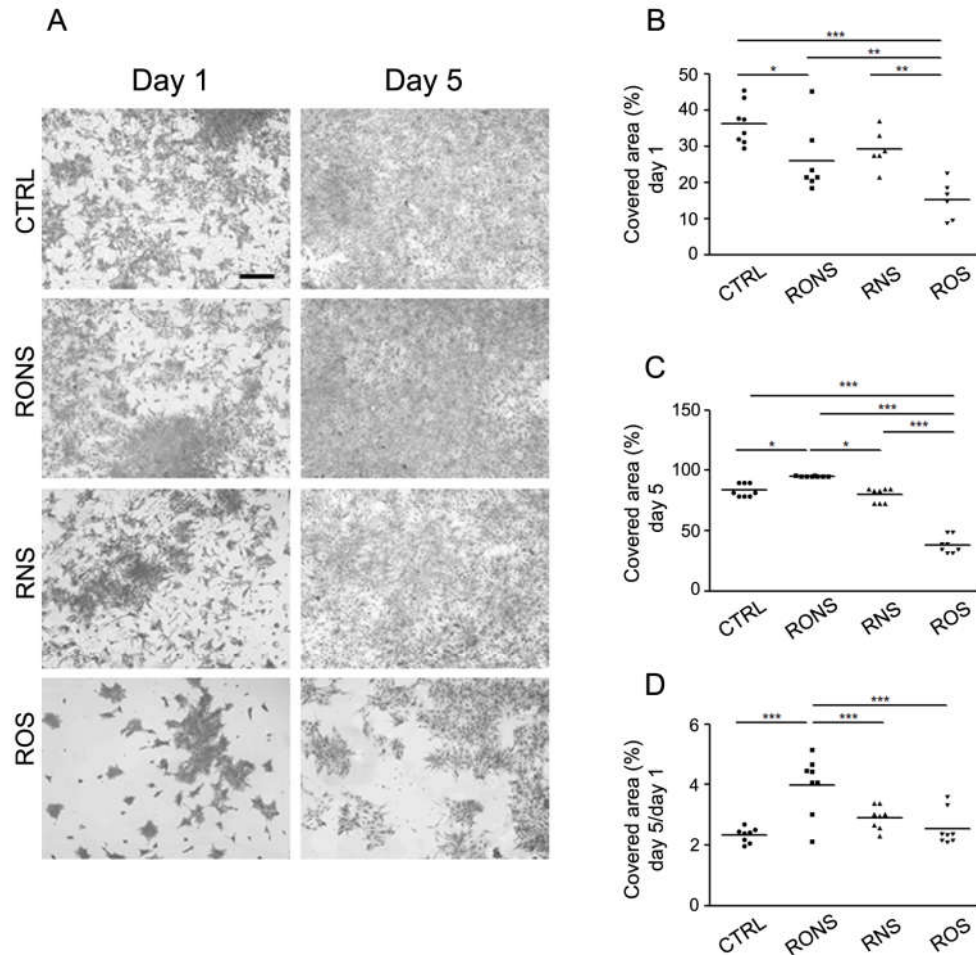 A
Day 1
Day 5
CTRL
RONS
RNS
ROS
B
***
**
*
**
50
40
30
20
10
0
Covered area (%)
day 1
CTRL
RONS
RNS
ROS
C
***
***
***
*
*
150
100
50
0
Covered area (%)
day 5
CTRL
RONS
RNS
ROS
D
***
***
***
6
4
2
0
Covered area (%)
day 5/day 1
CTRL
RONS
RNS
ROS